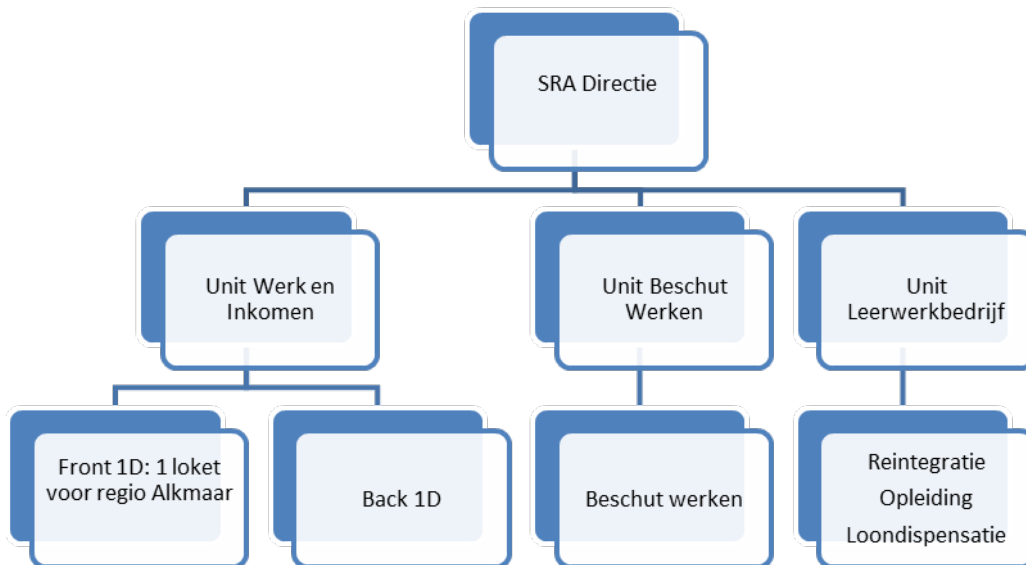 SRA Directie
Unit Werk en
Inkomen
Unit Beschut
Werken
Unit
Leerwerkbedrijf
Front 1D: 1 loket
voor regio Alkmaar
Back 1D
Beschut werken
Reintegratie
Opleiding
Loondispensatie